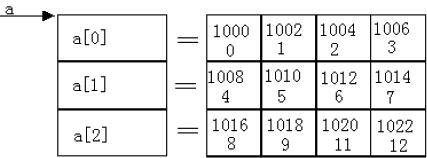 a
a[0] = 1000 1002 1004 1006
0 1 2 3
a[1] = 1008 1010 1012 1014
4 5 6 7
a[2] = 1016 1018 1020 1022
8 9 11 12